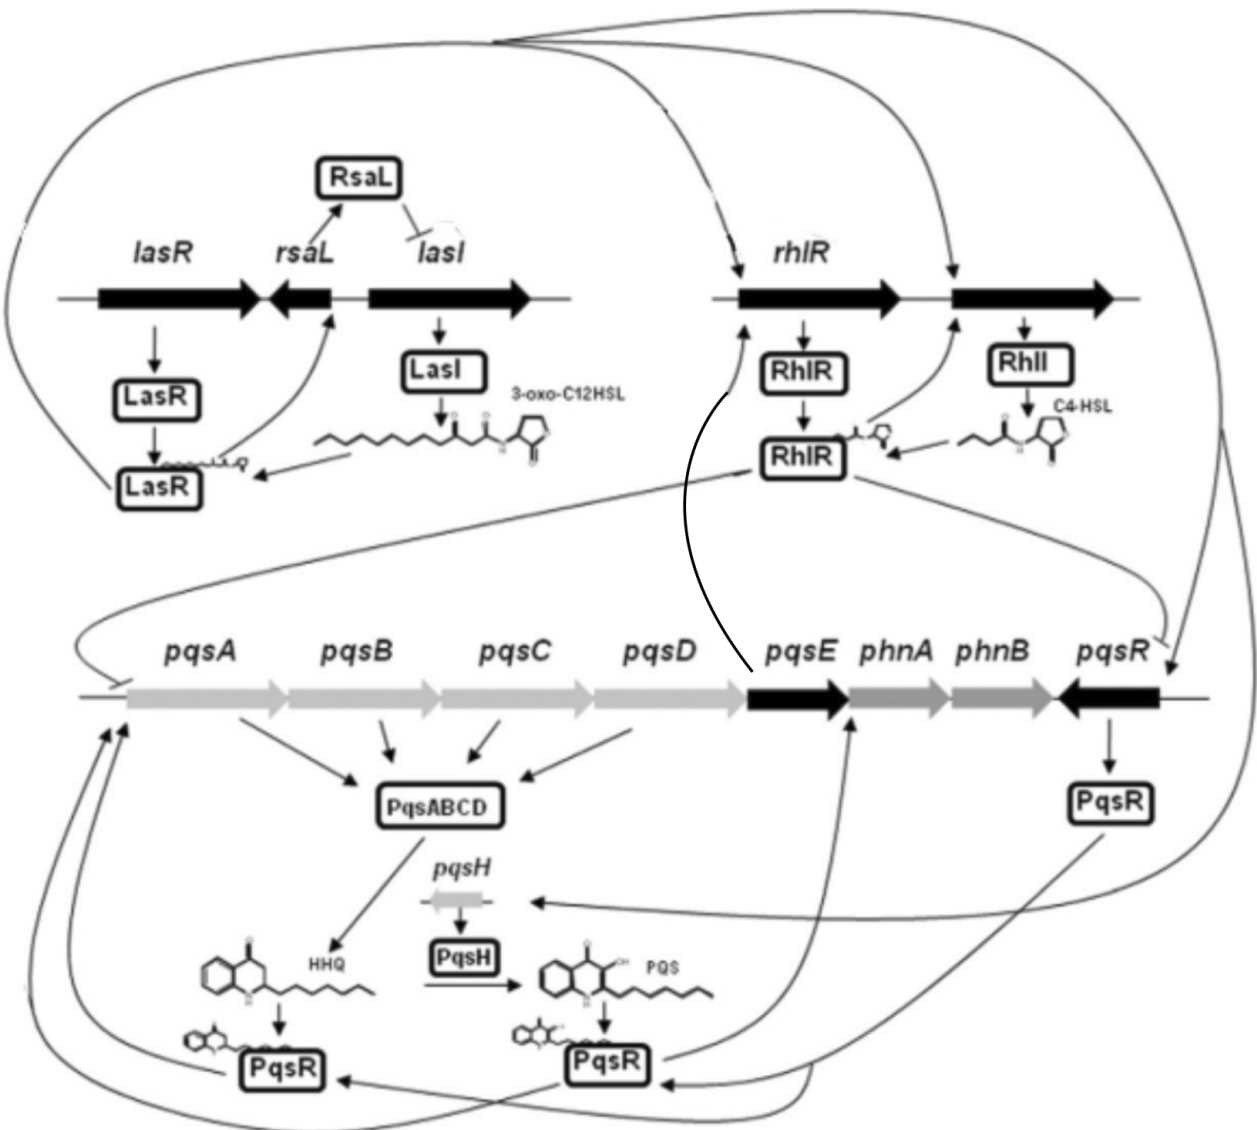 RsaL
lasR rsaL lasI rhlR
LasI RhlR RhlI
LasR 3-oxo-C12HSL C4-HSL
LasR RhlR
pqsA pqsB pqsC pqsD pqsE phnA phnB pqsR
PqsABCD PqsR
pqsH
PqsH
HHQ PQS
PqsR PqsR